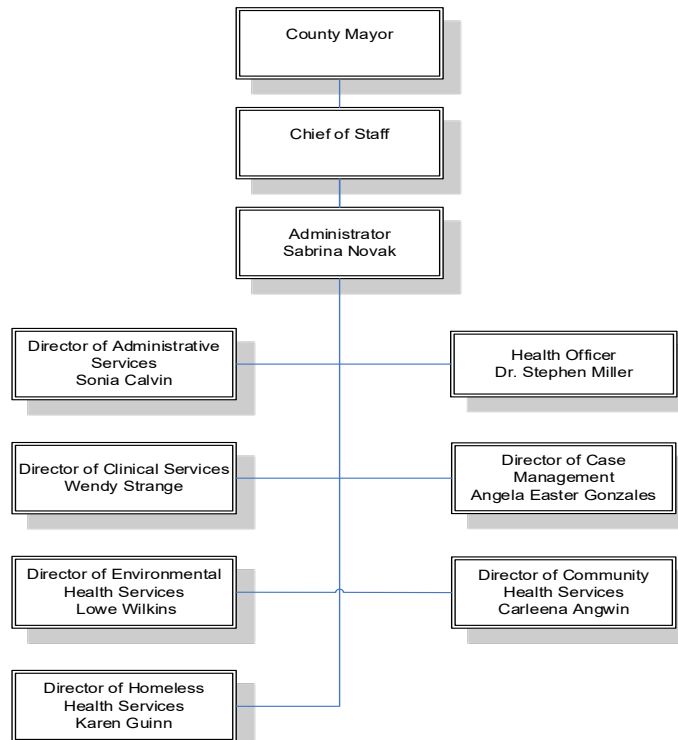 County Mayor
Chief of Staff
Administrator
Sabrina Novak
Director of Administrative
Services
Sonia Calvin
Health Officer
Dr. Stephen Miller
Director of Clinical Services
Wendy Strange
Director of Case
Management
Angela Easter Gonzales
Director of Environmental
Health Services
Lowe Wilkins
Director of Community
Health Services
Carleena Angwin
Director of Homeless
Health Services
Karen Guinn